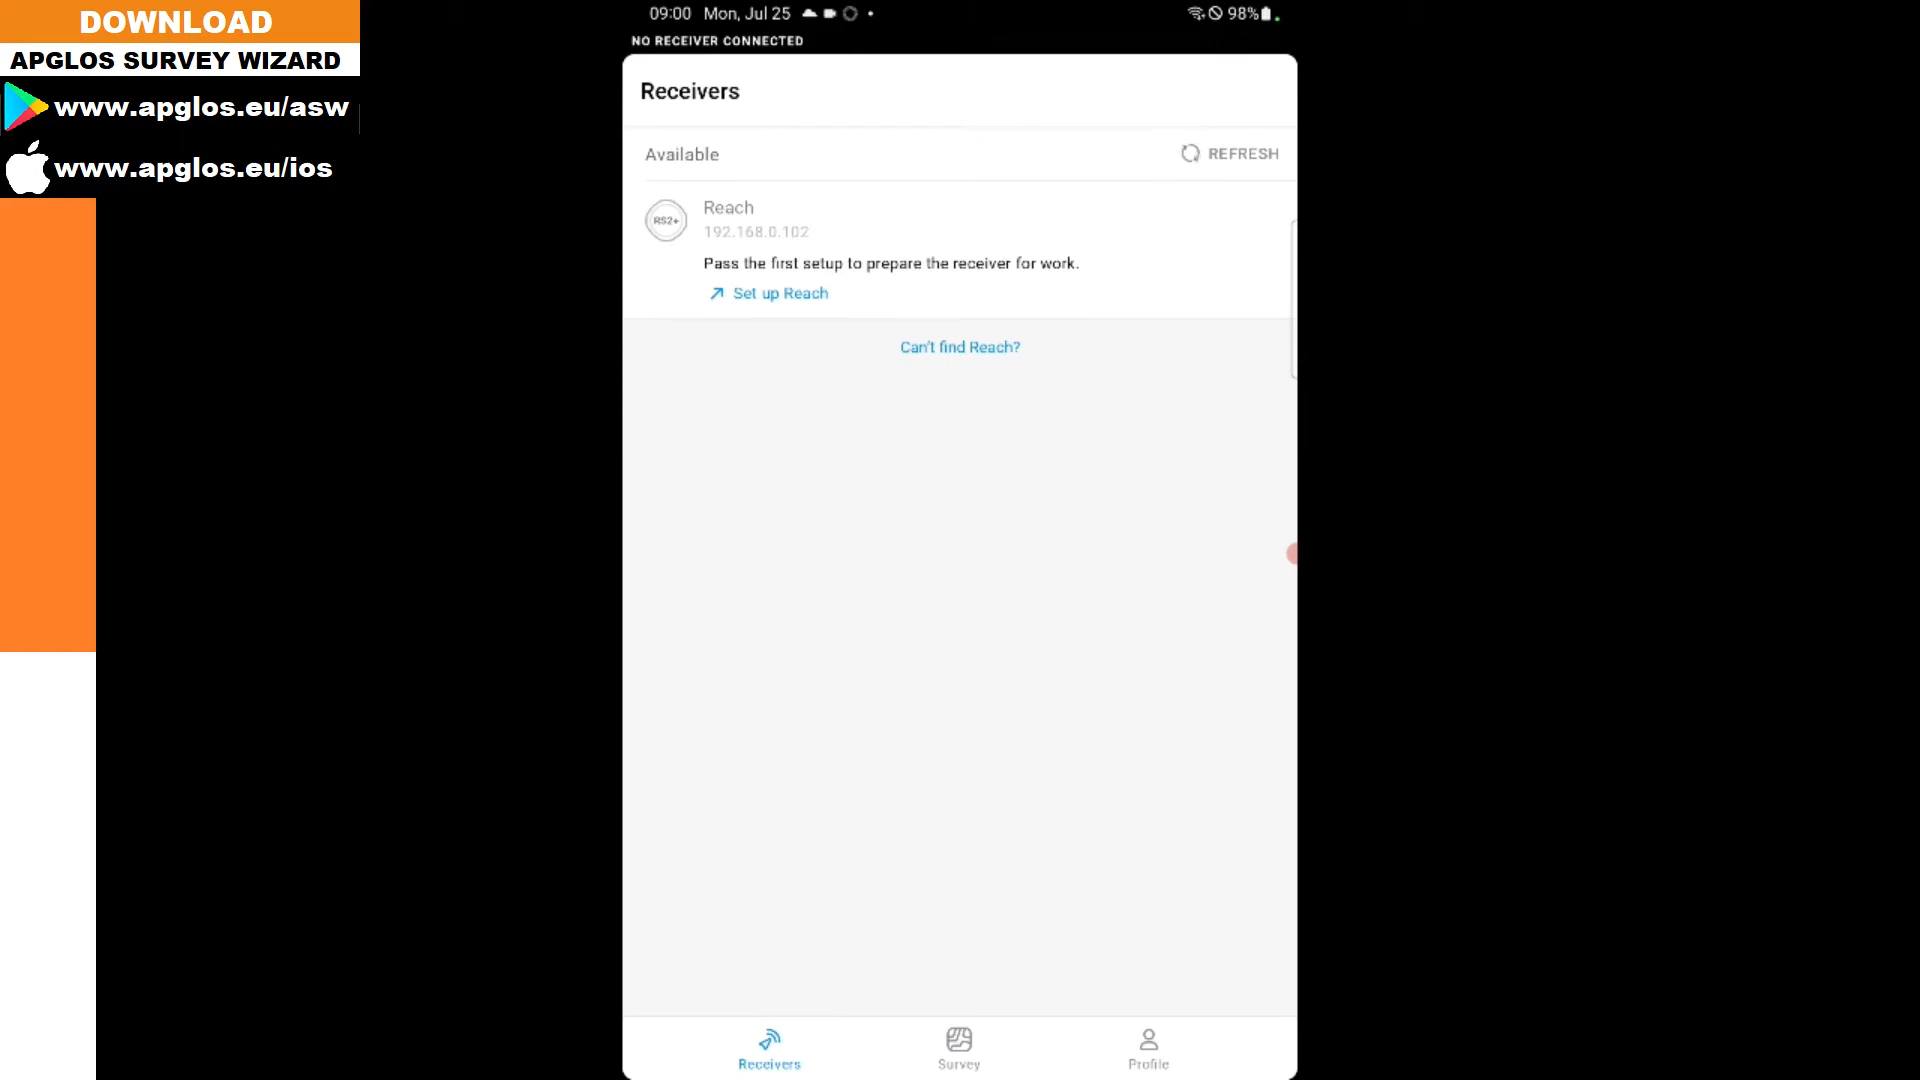 DOWNLOAD
APGLOS SURVEY WIZARD
www.apglos.eu/asw
www.apglos.eu/ios
09:00 Mon, Jul 25
98%
NO RECEIVER CONNECTED
Receivers
Available
REFRESH
RS2+
Reach
192.168.0.102
Pass the first setup to prepare the receiver for work.
Set up Reach
Can't find Reach?
Receivers
Survey
Profile